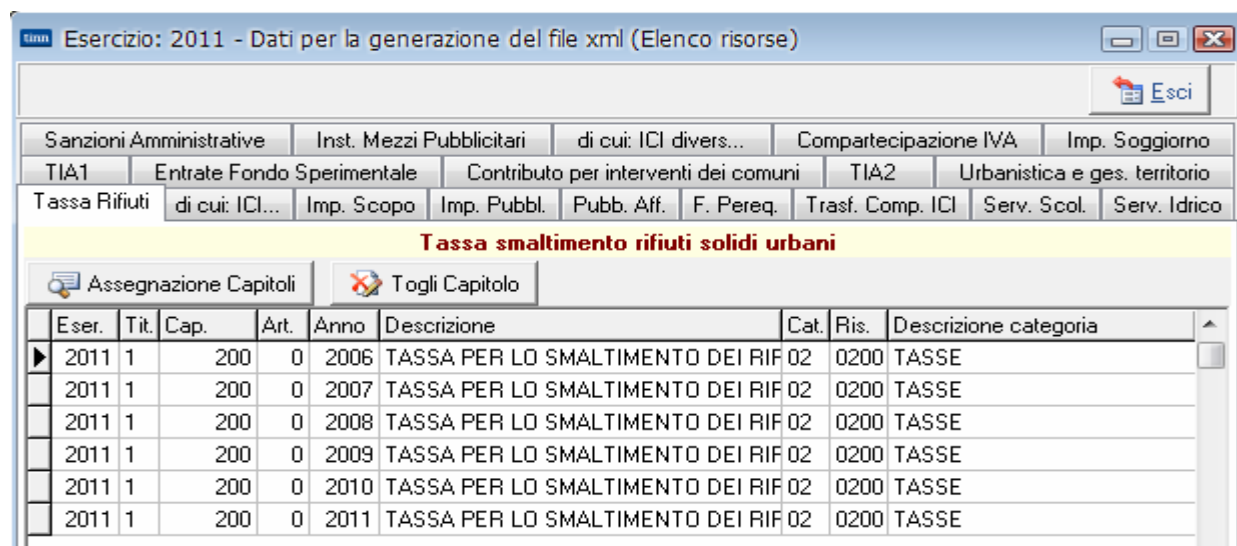 tinn Esercizio: 2011 - Dati per la generazione del file xml (Elenco risorse)
Esci
Sanzioni Amministrative Inst. Mezzi Pubblicitari di cui: ICI divers... Compartecipazione IVA Imp. Soggiorno
TIA1 Entrate Fondo Sperimentale Contributo per interventi dei comuni TIA2 Urbanistica e ges. territorio
Tassa Rifiuti di cui: ICI... Imp. Scopo Imp. Pubbl. Pubb. Aff. F. Pereq. Trasf. Comp. ICI Serv. Scol. Serv. Idrico
Tassa smaltimento rifiuti solidi urbani
Assegnazione Capitoli Togli Capitolo
Eser. Tit. Cap. Art. Anno Descrizione Cat. Ris. Descrizione categoria
2011 1 200 0 2006 TASSA PER LO SMALTIMENTO DEI RIF 02 0200 TASSE
2011 1 200 0 2007 TASSA PER LO SMALTIMENTO DEI RIF 02 0200 TASSE
2011 1 200 0 2008 TASSA PER LO SMALTIMENTO DEI RIF 02 0200 TASSE
2011 1 200 0 2009 TASSA PER LO SMALTIMENTO DEI RIF 02 0200 TASSE
2011 1 200 0 2010 TASSA PER LO SMALTIMENTO DEI RIF 02 0200 TASSE
2011 1 200 0 2011 TASSA PER LO SMALTIMENTO DEI RIF 02 0200 TASSE